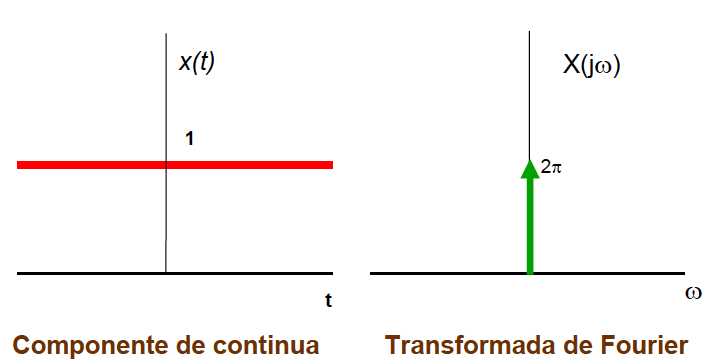 x(t)
1
t
Componente de continua
X(jω)
2π
ω
Transformada de Fourier